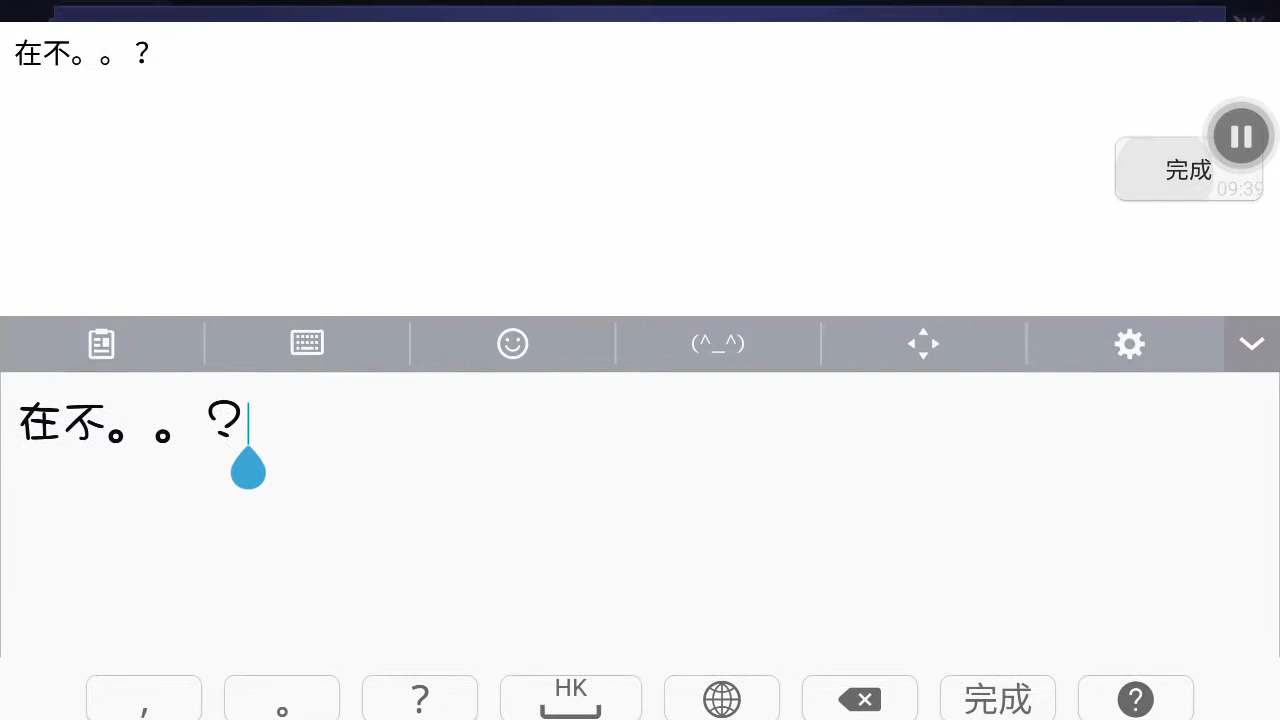 在不。。？
完成
09:39
(^_^)
在不。。？
，
。
？
HK
完成
?